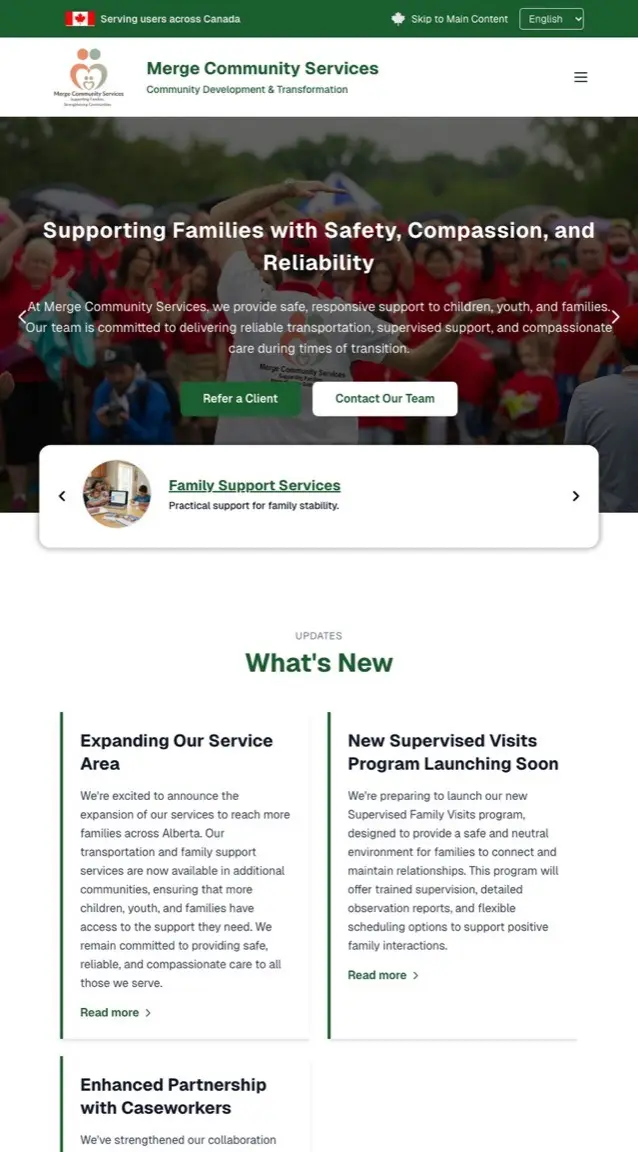 Serving users across Canada
Skip to Main Content
English
Merge Community Services
Supporting Families,
Strengthening Communities
Merge Community Services
Community Development & Transformation
Supporting Families with Safety, Compassion, and
Reliability
At Merge Community Services, we provide safe, responsive support to children, youth, and families.
Our team is committed to delivering reliable transportation, supervised support, and compassionate
care during times of transition.
Merge Community Services
Refer a Client
Contact Our Team
Family Support Services
Practical support for family stability.
UPDATES
What's New
Expanding Our Service
Area
We're excited to announce the
expansion of our services to reach more
families across Alberta. Our
transportation and family support
services are now available in additional
communities, ensuring that more
children, youth, and families have
access to the support they need. We
remain committed to providing safe,
reliable, and compassionate care to all
those we serve.
Read more
New Supervised Visits
Program Launching Soon
We're preparing to launch our new
Supervised Family Visits program,
designed to provide a safe and neutral
environment for families to connect and
maintain relationships. This program will
offer trained supervision, detailed
observation reports, and flexible
scheduling options to support positive
family interactions.
Read more
Enhanced Partnership
with Caseworkers
We've strengthened our collaboration